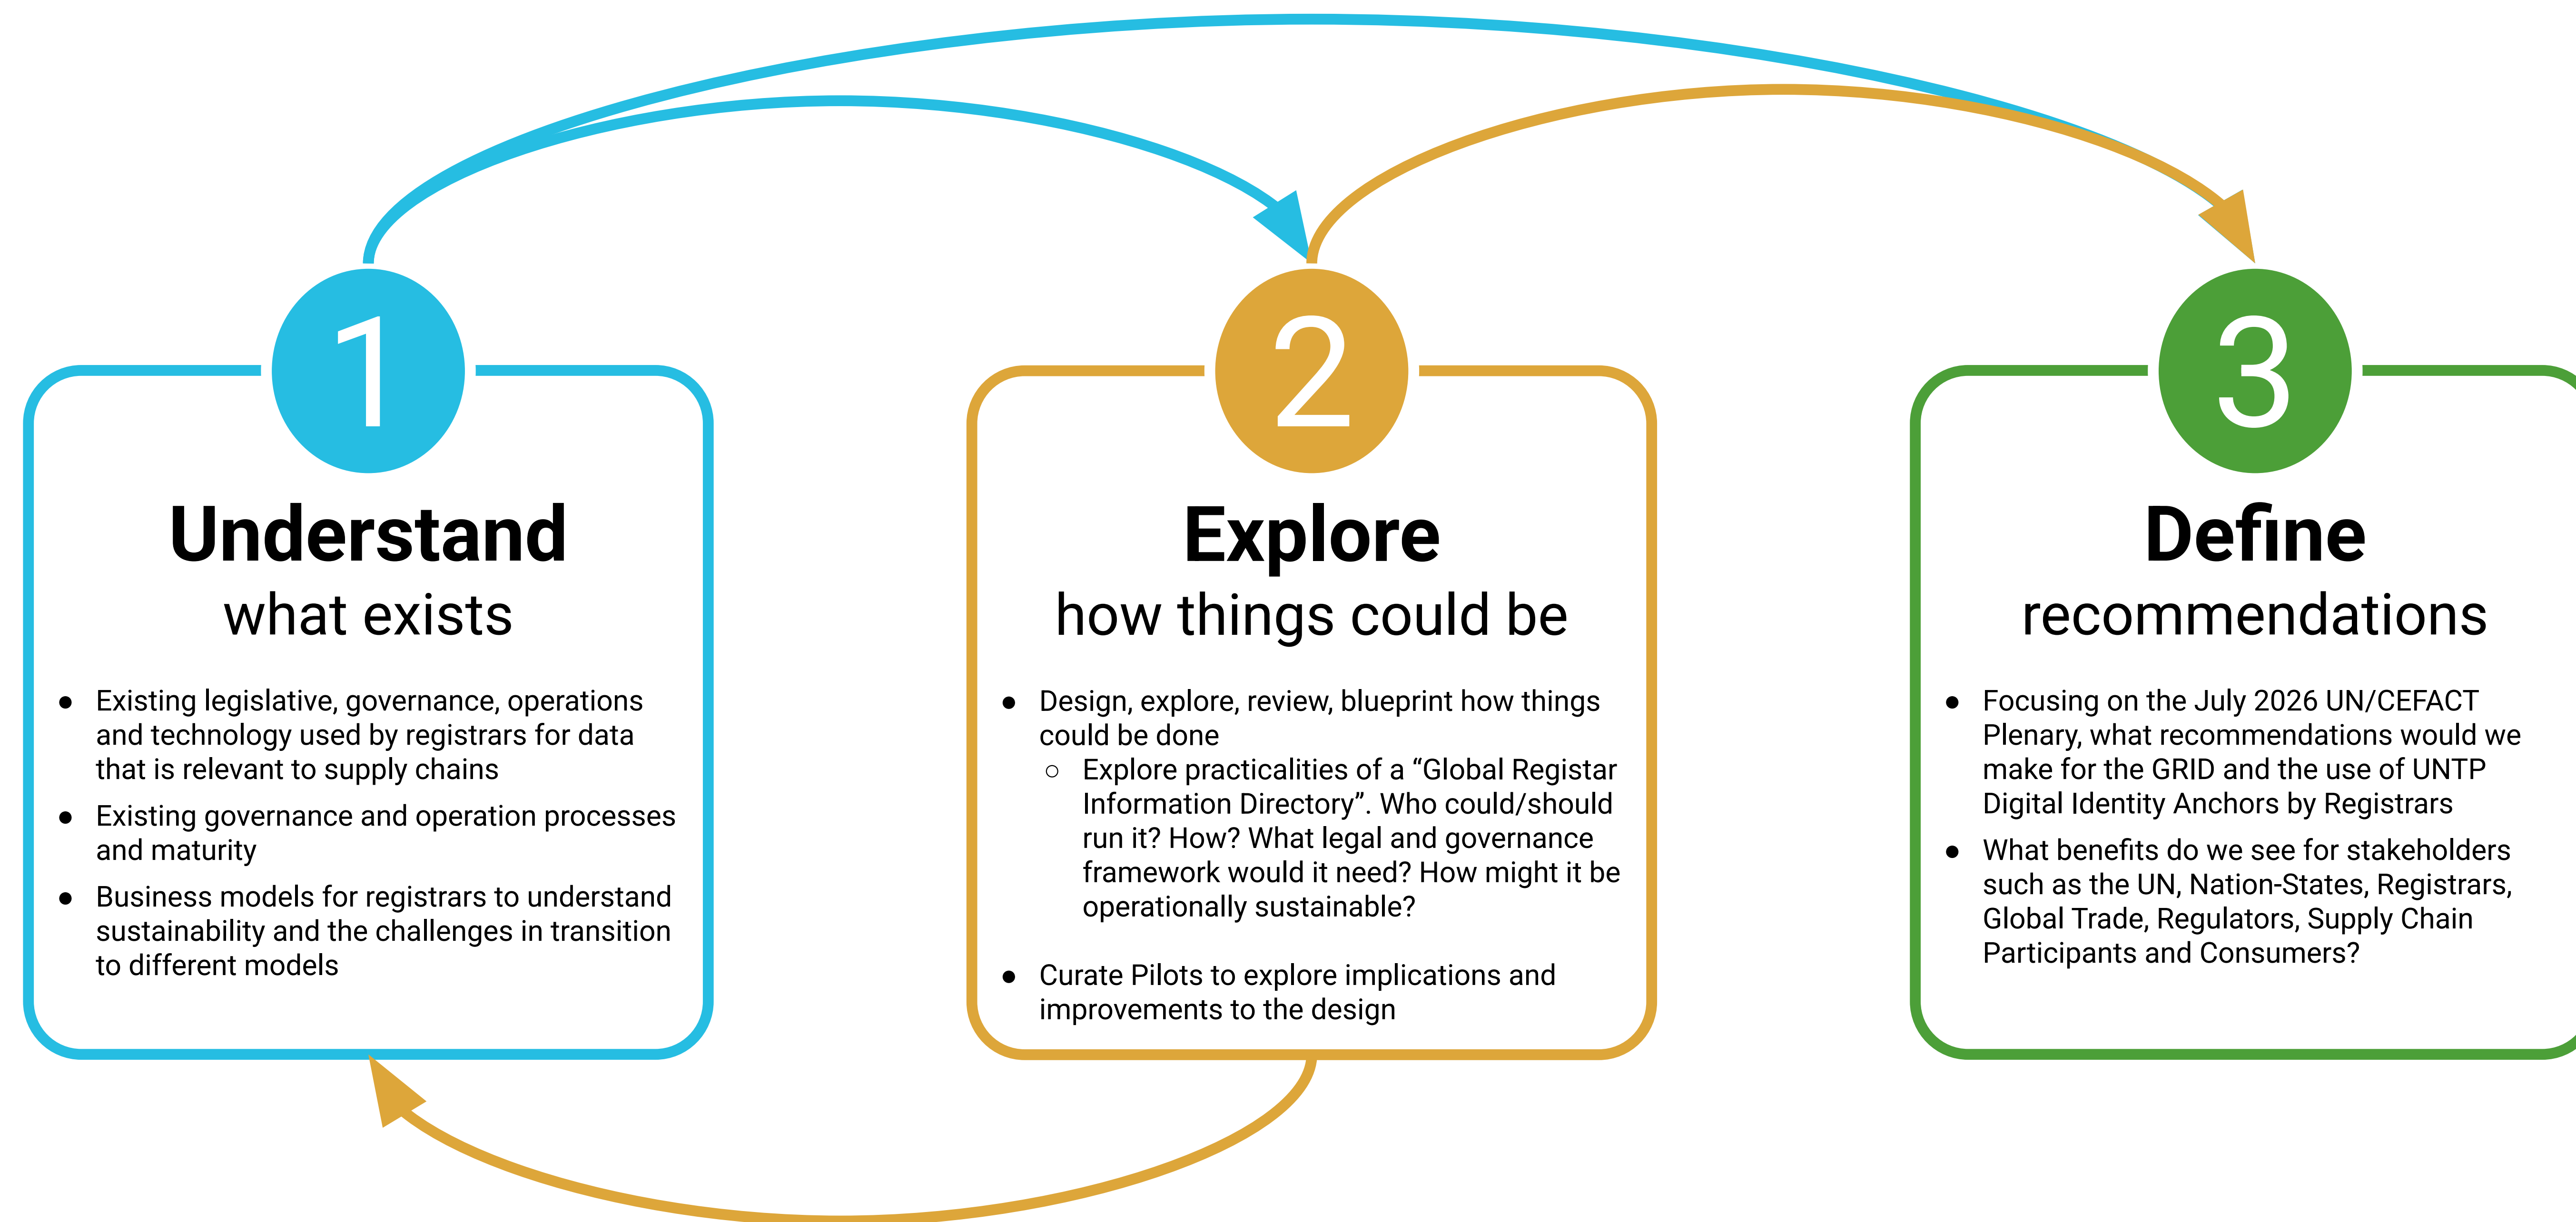 1
Understand
what exists
● Existing legislative, governance, operations
and technology used by registrars for data
that is relevant to supply chains
● Existing governance and operation processes
and maturity
● Business models for registrars to understand
sustainability and the challenges in transition
to different models
2
Explore
how things could be
● Design, explore, review, blueprint how things
could be done
○ Explore practicalities of a “Global Registar
Information Directory”. Who could/should
run it? How? What legal and governance
framework would it need? How might it be
operationally sustainable?
● Curate Pilots to explore implications and
improvements to the design
3
Define
recommendations
● Focusing on the July 2026 UN/CEFACT
Plenary, what recommendations would we
make for the GRID and the use of UNTP
Digital Identity Anchors by Registrars
● What benefits do we see for stakeholders
such as the UN, Nation-States, Registrars,
Global Trade, Regulators, Supply Chain
Participants and Consumers?